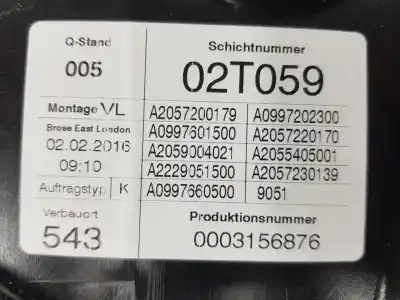 Q-Stand
005
Schichtnummer
02T059
Montage VL
Brose East London
02.02.2016
09:10
Auftragstyp K
A2057200179 A0997202300
A0997601500 A2057220170
A2059004021 A2055405001
A2229051500 A2057230139
A0997660500 9051
Verbauort
543
Produktionsnummer
0003156876